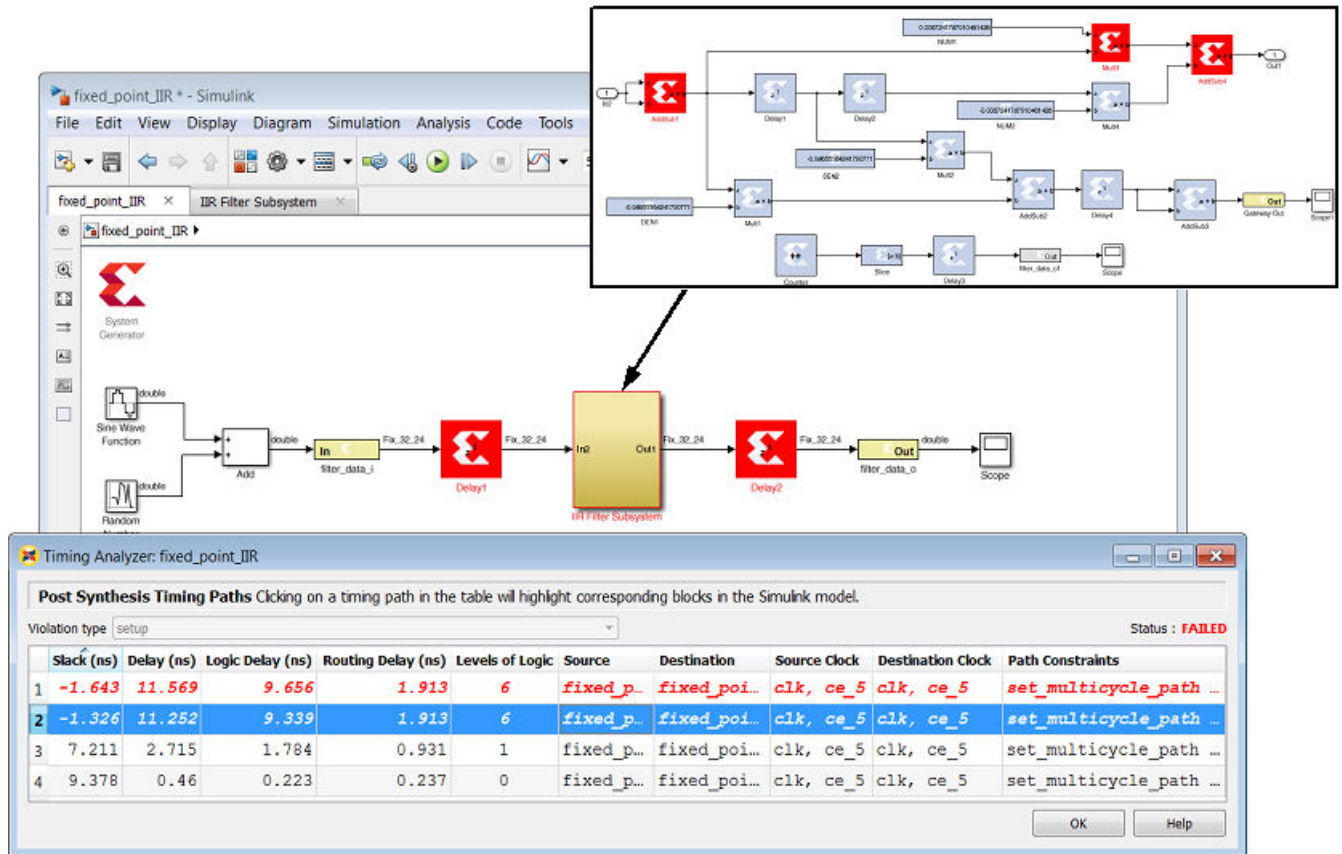 fixed_point_IIR * - Simulink
File Edit View Display Diagram Simulation Analysis Code Tools
fixed_point_IIR × IIR Filter Subsystem ×
fixed_point_IIR
System
Generator
double
Sine Wave
Function
double
Random
Add
double
In
filter_data_i
Fix_32_24
Delay1
Fix_32_24
In2 Out1
IIR Filter Subsystem
Fix_32_24
Delay2
Fix_32_24
Out
filter_data_o
double
Scope
NUM1
Mult3
AddSub4
1
Out1
1
In2
AddSub1
Delay1
Delay2
NUM2
Mult4
DEN2
Mult2
DEN1
Mult1
AddSub2
Delay4
Out
Gateway Out
Scope1
Counter
Slice
Delay3
Out
Scope
Timing Analyzer: fixed_point_IIR
Post Synthesis Timing Paths Clicking on a timing path in the table will highlight corresponding blocks in the Simulink model.
Violation type setup Status : FAILED
Slack (ns) Delay (ns) Logic Delay (ns) Routing Delay (ns) Levels of Logic Source Destination Source Clock Destination Clock Path Constraints
1 -1.643 11.569 9.656 1.913 6 fixed_p... fixed_poi... clk, ce_5 clk, ce_5 set_multicycle_path ...
2 -1.326 11.252 9.339 1.913 6 fixed_p... fixed_poi... clk, ce_5 clk, ce_5 set_multicycle_path ...
3 7.211 2.715 1.784 0.931 1 fixed_p... fixed_poi... clk, ce_5 clk, ce_5 set_multicycle_path ...
4 9.378 0.46 0.223 0.237 0 fixed_p... fixed_poi... clk, ce_5 clk, ce_5 set_multicycle_path ...
OK Help